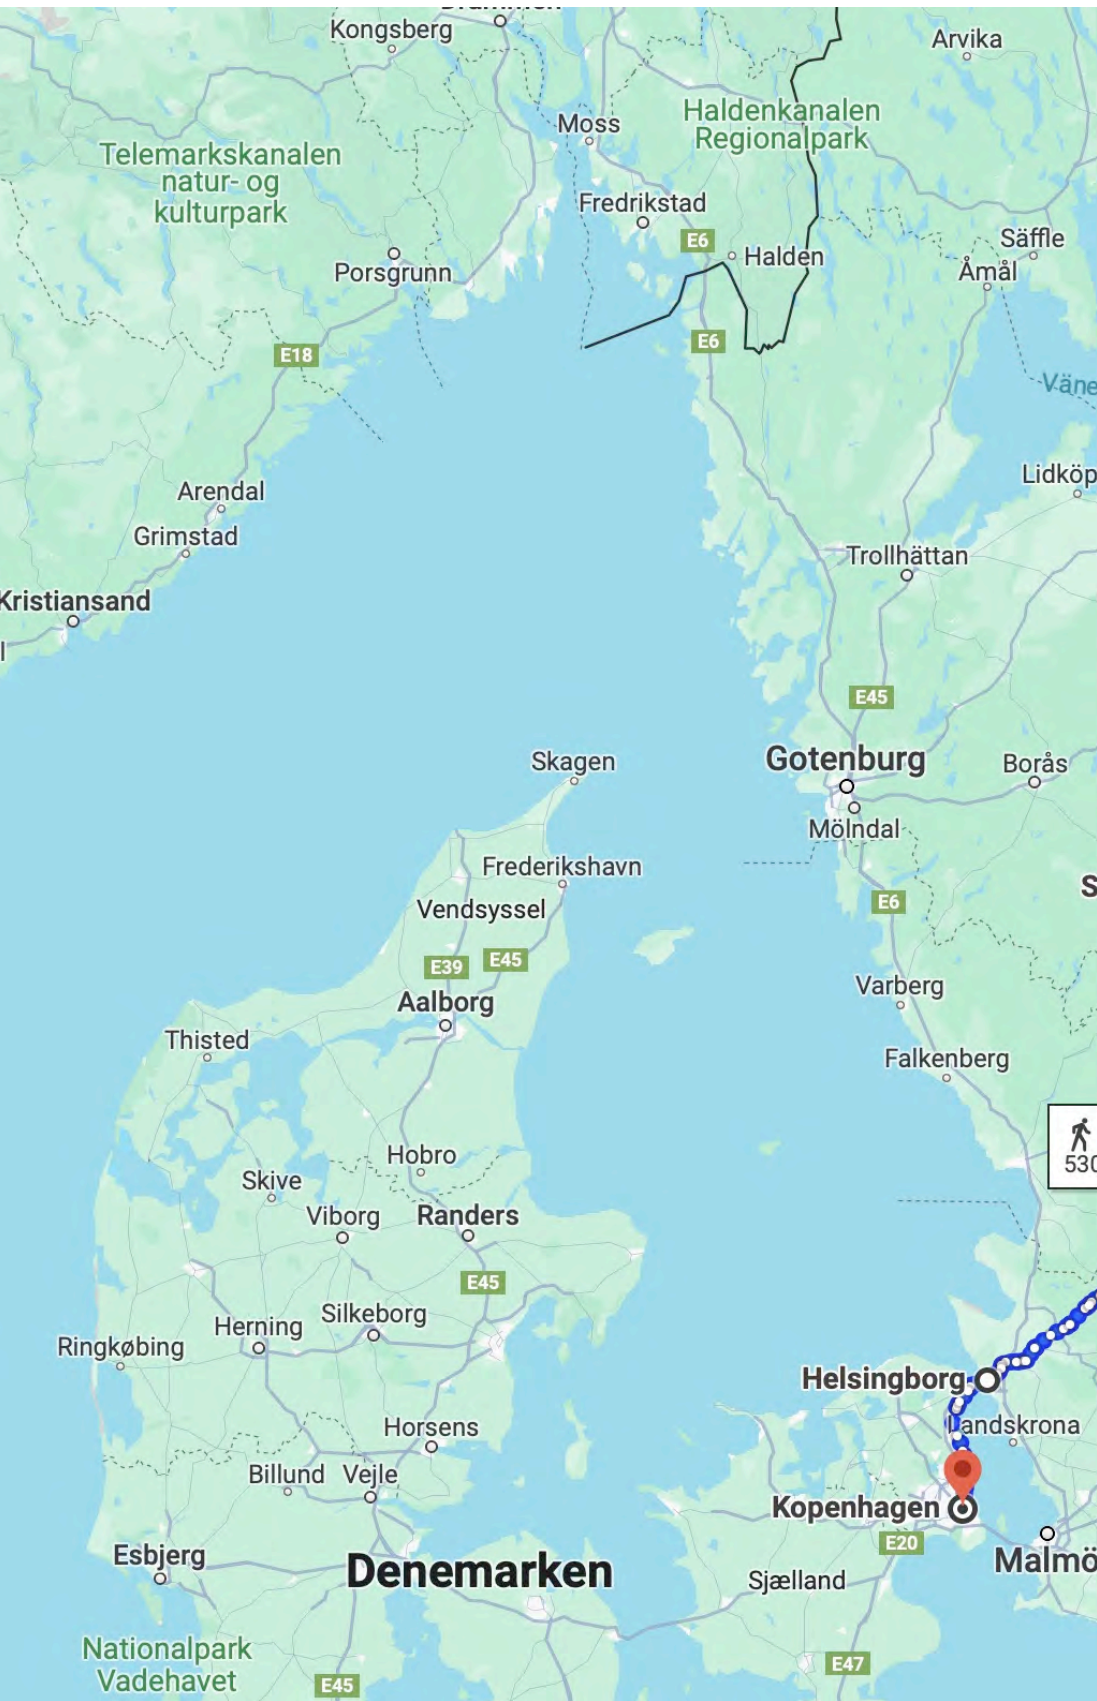 Kongsberg
Arvika
Moss
Haldenkanalen
Regionalpark
Telemarkskanalen
natur- og
kulturpark
Fredrikstad
E6
Halden
Säffle
Åmål
Porsgrunn
E18
E6
Arendal
Grimstad
Kristiansand
Trollhättan
E45
Skagen
Gotenburg
Borås
Mölndal
Frederikshavn
Vendsyssel
E6
E39
E45
Varberg
Aalborg
Thisted
Falkenberg
530
Hobro
Skive
Viborg
Randers
E45
Silkeborg
Herning
Ringkøbing
Helsingborg
Horsens
Landskrona
Billund
Vejle
Kopenhagen
E20
Malmö
Esbjerg
Denemarken
Sjælland
Nationalpark
Vadehavet
E47
E45